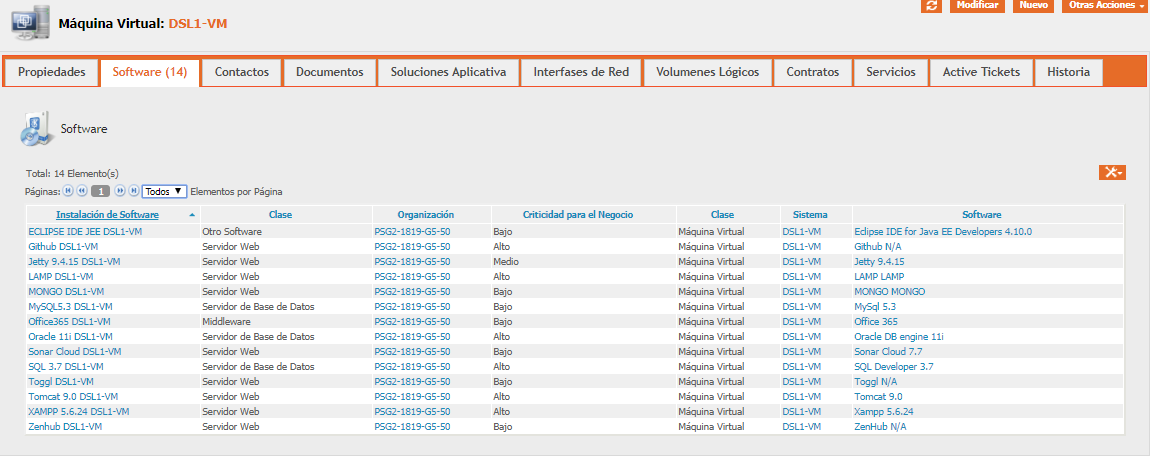 Modificar Nuevo Otras Acciones
Máquina Virtual: DSL1-VM
Propiedades Software (14) Contactos Documentos Soluciones Aplicativa Interfases de Red Volumenes Lógicos Contratos Servicios Active Tickets Historia
Software
Total: 14 Elemento(s)
Páginas: 1 Todos Elementos por Página
Instalación de Software Clase Organización Criticidad para el Negocio Clase Sistema Software
ECLIPSE IDE JEE DSL1-VM Otro Software PSG2-1819-G5-50 Bajo Máquina Virtual DSL1-VM Eclipse IDE for Java EE Developers 4.10.0
Github DSL1-VM Servidor Web PSG2-1819-G5-50 Alto Máquina Virtual DSL1-VM Github N/A
Jetty 9.4.15 DSL1-VM Servidor Web PSG2-1819-G5-50 Medio Máquina Virtual DSL1-VM Jetty 9.4.15
LAMP DSL1-VM Servidor Web PSG2-1819-G5-50 Alto Máquina Virtual DSL1-VM LAMP LAMP
MONGO DSL1-VM Servidor Web PSG2-1819-G5-50 Bajo Máquina Virtual DSL1-VM MONGO MONGO
MySQL5.3 DSL1-VM Servidor de Base de Datos PSG2-1819-G5-50 Bajo Máquina Virtual DSL1-VM MySql 5.3
Office365 DSL1-VM Middleware PSG2-1819-G5-50 Bajo Máquina Virtual DSL1-VM Office 365
Oracle 11i DSL1-VM Servidor de Base de Datos PSG2-1819-G5-50 Alto Máquina Virtual DSL1-VM Oracle DB engine 11i
Sonar Cloud DSL1-VM Servidor Web PSG2-1819-G5-50 Bajo Máquina Virtual DSL1-VM Sonar Cloud 7.7
SQL 3.7 DSL1-VM Servidor de Base de Datos PSG2-1819-G5-50 Alto Máquina Virtual DSL1-VM SQL Developer 3.7
Toggl DSL1-VM Servidor Web PSG2-1819-G5-50 Bajo Máquina Virtual DSL1-VM Toggl N/A
Tomcat 9.0 DSL1-VM Servidor Web PSG2-1819-G5-50 Alto Máquina Virtual DSL1-VM Tomcat 9.0
XAMPP 5.6.24 DSL1-VM Servidor Web PSG2-1819-G5-50 Alto Máquina Virtual DSL1-VM Xampp 5.6.24
Zenhub DSL1-VM Servidor Web PSG2-1819-G5-50 Bajo Máquina Virtual DSL1-VM ZenHub N/A